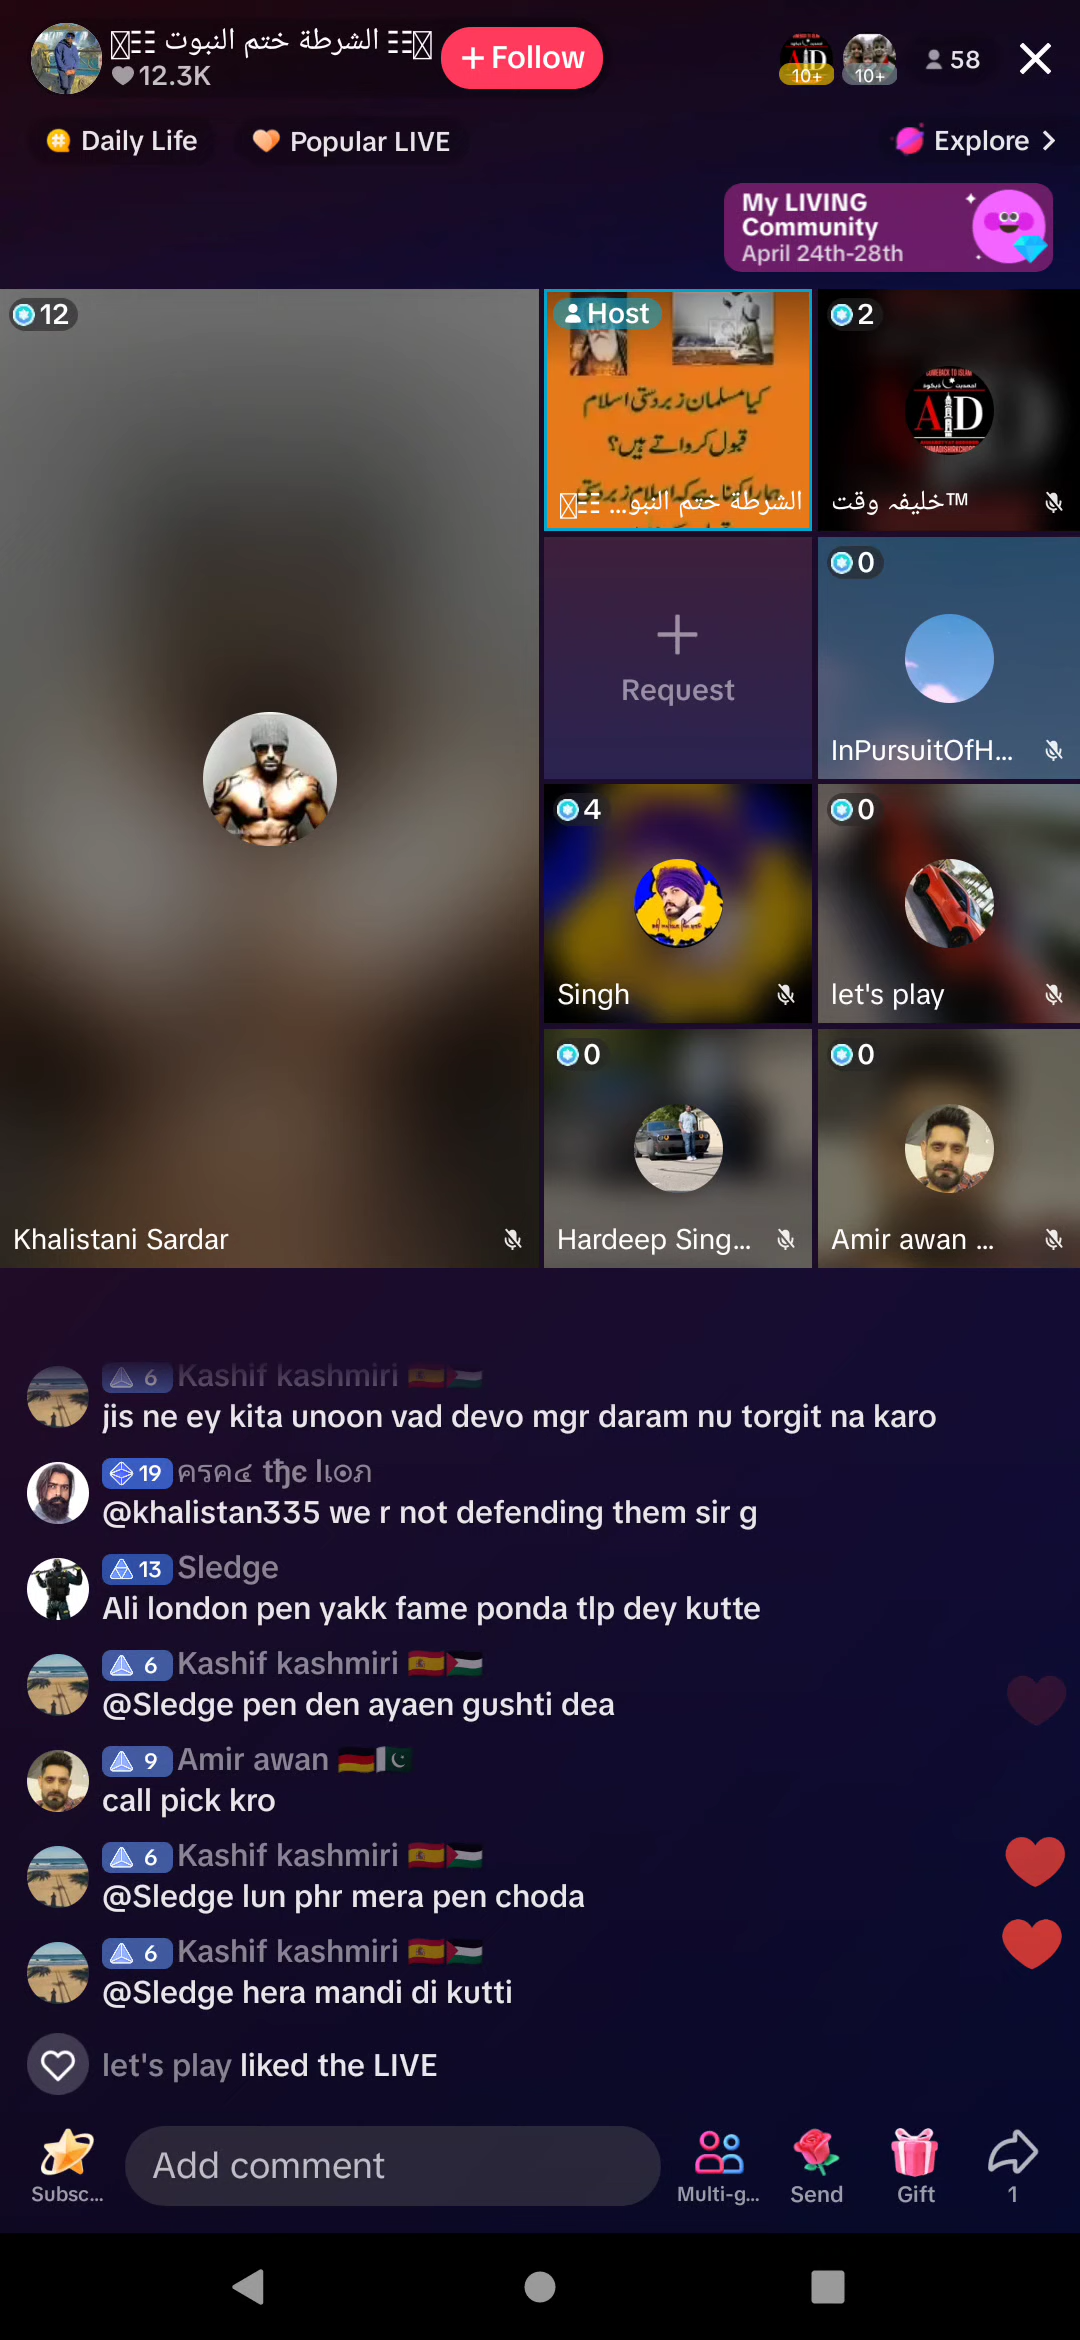 الشرطة ختم النبوت
12.3K
+ Follow
10+
10+
58
Daily Life
Popular LIVE
Explore
My LIVING
Community
April 24th-28th
12
Host
2
کیا مسلمان زبردستی اسلام
قبول کرواتے ہیں؟
الشرطة ختم النبو...
COMEBACK TO ISLAM
AD
خلیفہ وقت™
Request
0
InPursuitOfH...
4
0
Singh
let's play
0
0
Khalistani Sardar
Hardeep Sing...
Amir awan ...
6 Kashif kashmiri
jis ne ey kita unoon vad devo mgr daram nu torgit na karo
19 ครค๔ tђє lเ๏ภ
@khalistan335 we r not defending them sir g
13 Sledge
Ali london pen yakk fame ponda tlp dey kutte
6 Kashif kashmiri 🇪🇸🇵🇸
@Sledge pen den ayaen gushti dea
9 Amir awan 🇩🇪🇵🇰
call pick kro
6 Kashif kashmiri 🇪🇸🇵🇸
@Sledge lun phr mera pen choda
6 Kashif kashmiri 🇪🇸🇵🇸
@Sledge hera mandi di kutti
let's play liked the LIVE
Add comment
Subsc...
Multi-g...
Send
Gift
1